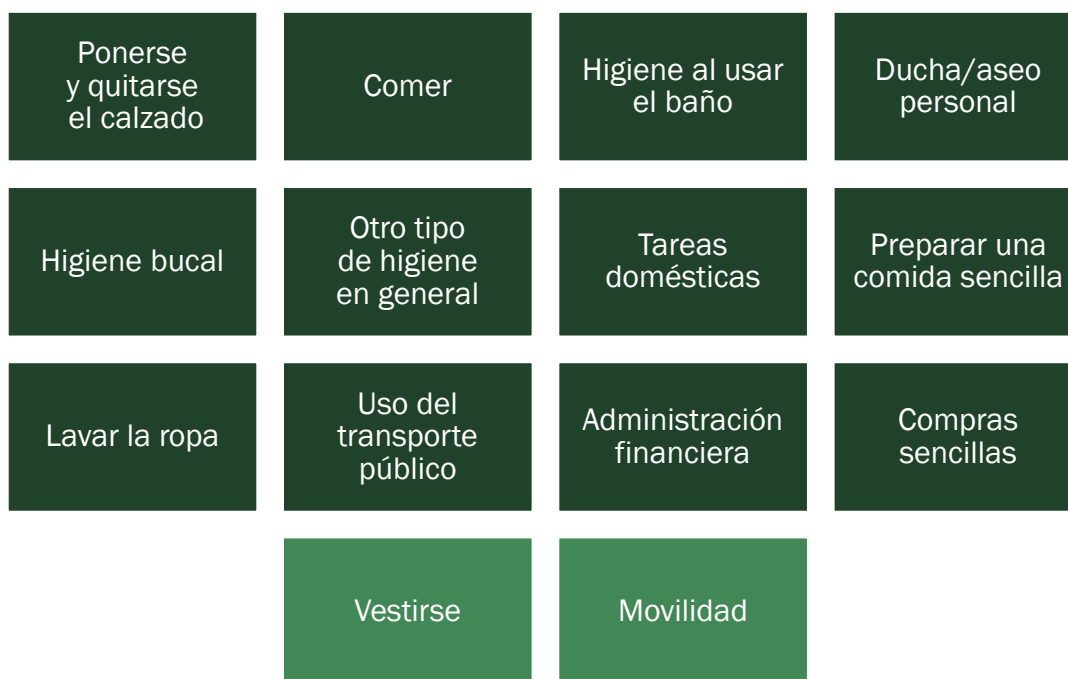 Ponerse
y quitarse
el calzado
Comer
Higiene al usar
el baño
Ducha/aseo
personal
Higiene bucal
Otro tipo
de higiene
en general
Tareas
domésticas
Preparar una
comida sencilla
Lavar la ropa
Uso del
transporte
público
Administración
financiera
Compras
sencillas
Vestirse
Movilidad